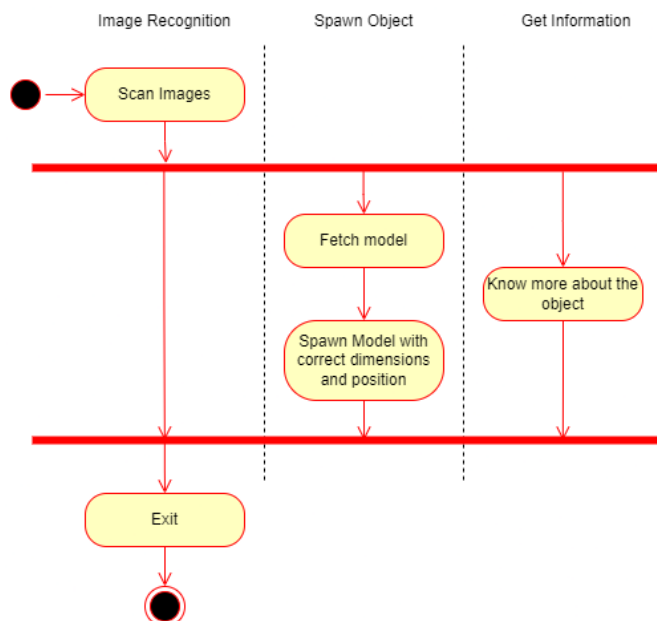 Image Recognition
Spawn Object
Get Information
Scan Images
Fetch model
Know more about the
object
Spawn Model with
correct dimensions
and position
Exit